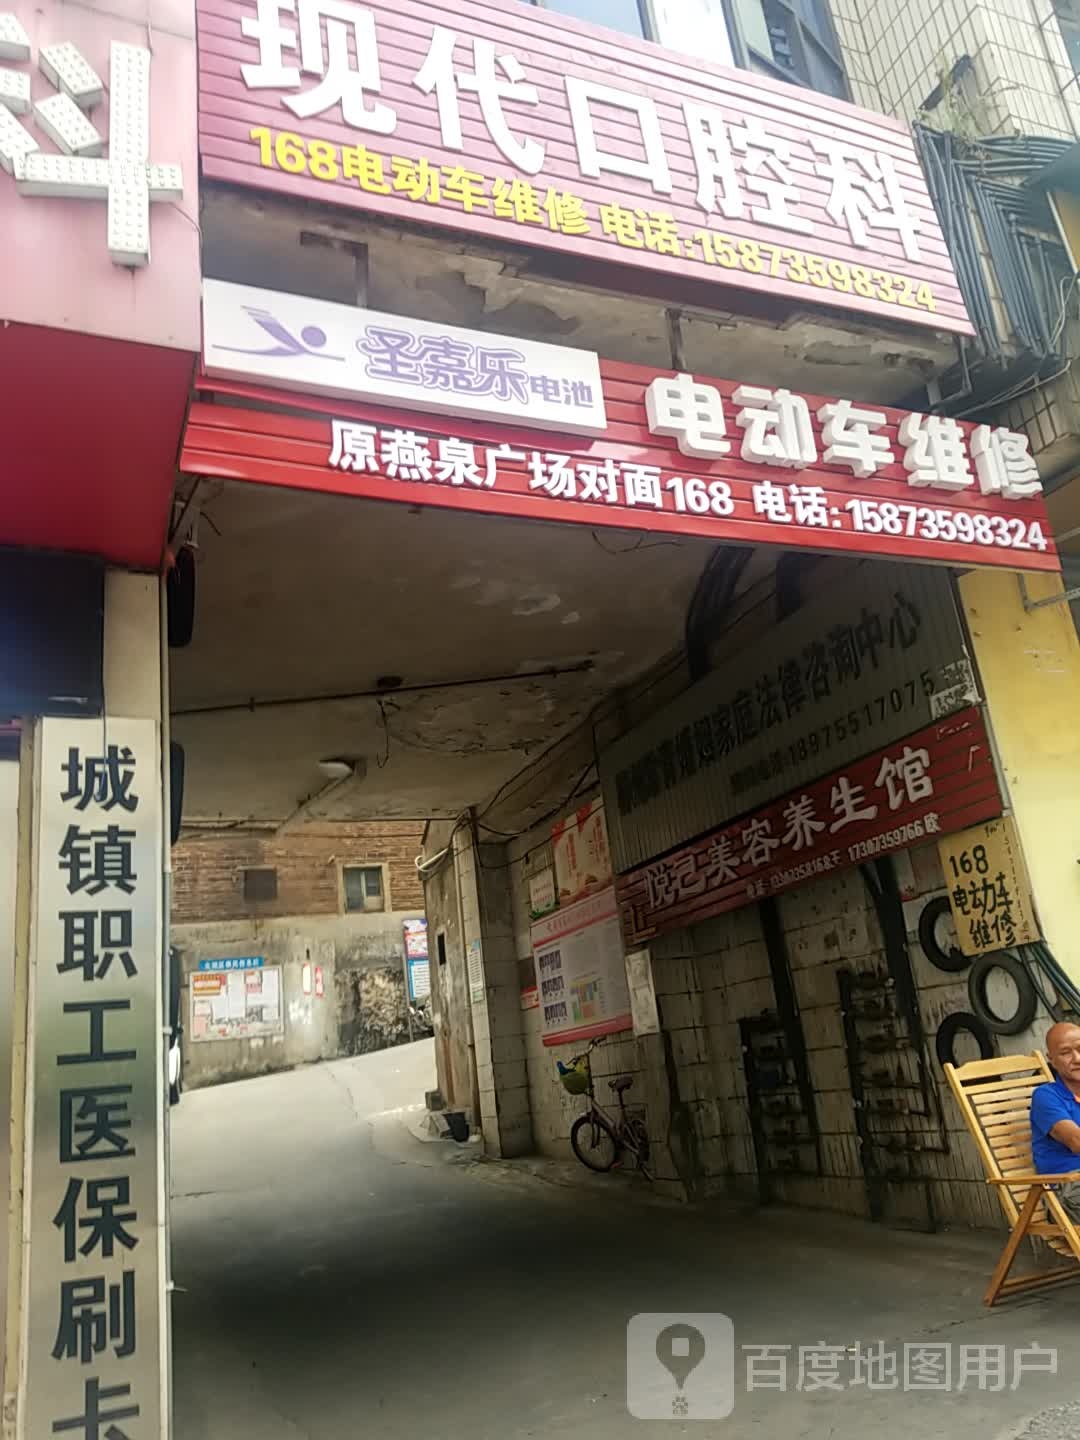 科
现代口腔科
168电动车维修 电话:15873598324
圣嘉乐电池
电动车维修
原燕泉广场对面168 电话:15873598324
婚姻家庭法律咨询中心
18975517075
悦己美容养生馆
17307359766 欧
168
电动车
维修
城镇职工医保刷卡
百度地图用户